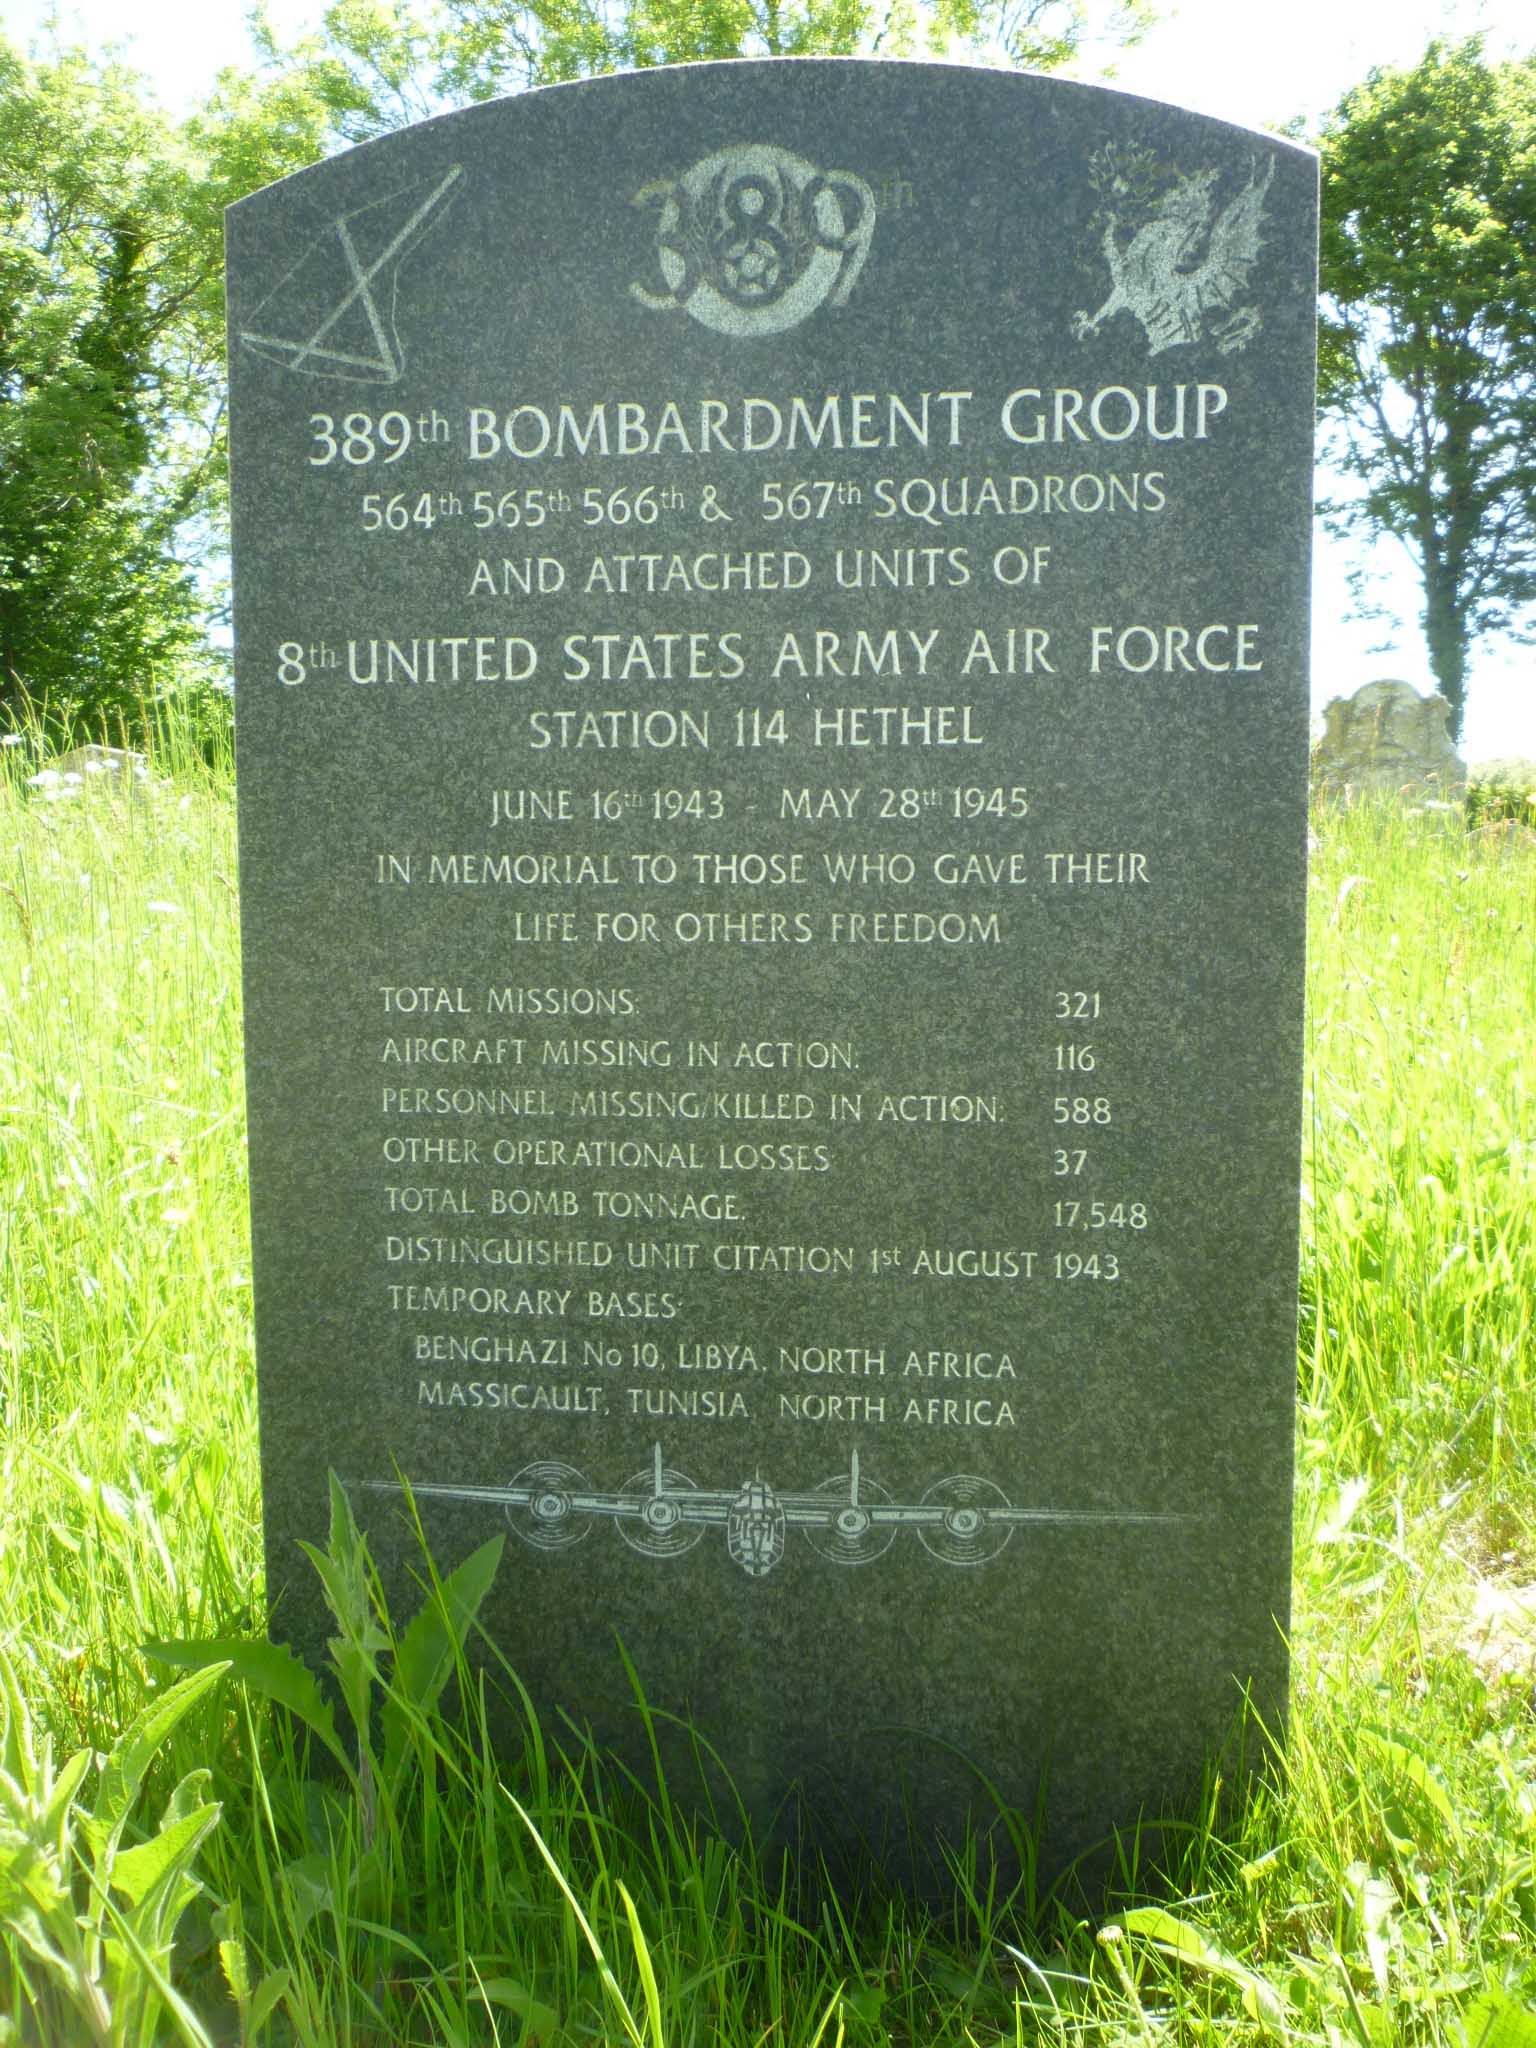 389th
389th BOMBARDMENT GROUP
564th 565th 566th & 567th SQUADRONS
AND ATTACHED UNITS OF
8th UNITED STATES ARMY AIR FORCE
STATION 114 HETHEL
JUNE 16th 1943 - MAY 28th 1945
IN MEMORIAL TO THOSE WHO GAVE THEIR
LIFE FOR OTHERS FREEDOM
TOTAL MISSIONS: 321
AIRCRAFT MISSING IN ACTION: 116
PERSONNEL MISSING/KILLED IN ACTION: 588
OTHER OPERATIONAL LOSSES: 37
TOTAL BOMB TONNAGE: 17,548
DISTINGUISHED UNIT CITATION 1st AUGUST 1943
TEMPORARY BASES:
BENGHAZI No 10, LIBYA, NORTH AFRICA
MASSICAULT, TUNISIA, NORTH AFRICA